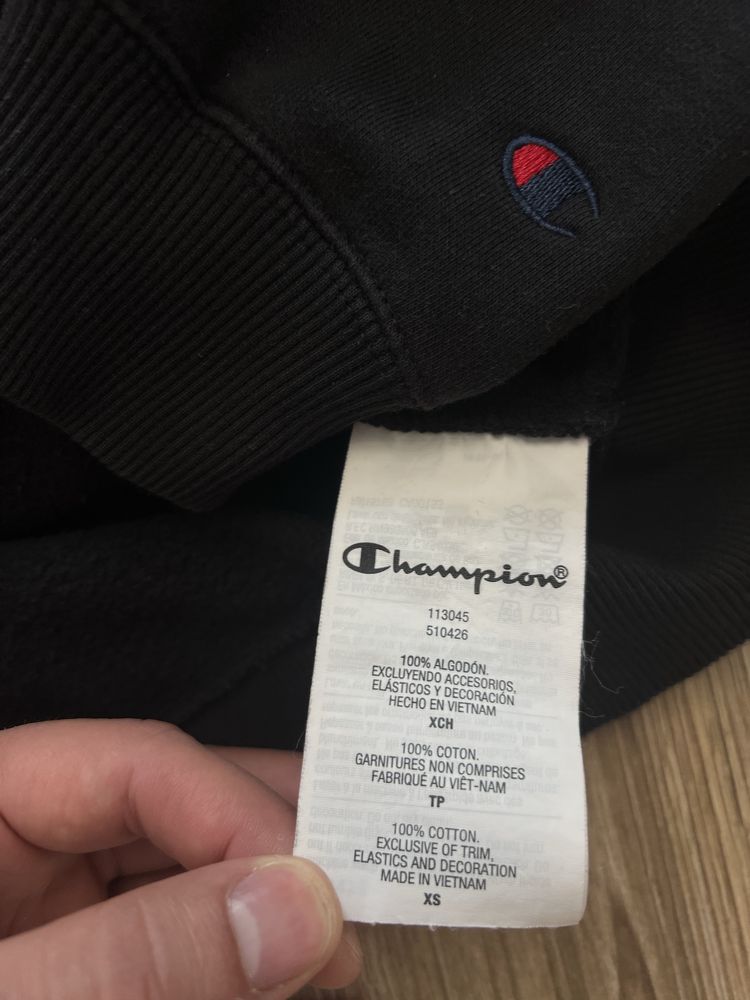 Champion®
113045
510426
100% ALGODÓN.
EXCLUYENDO ACCESORIOS,
ELÁSTICOS Y DECORACIÓN
HECHO EN VIETNAM
XCH
100% COTON.
GARNITURES NON COMPRISES
FABRIQUÉ AU VIÊT-NAM
TP
100% COTTON.
EXCLUSIVE OF TRIM,
ELASTICS AND DECORATION
MADE IN VIETNAM
XS